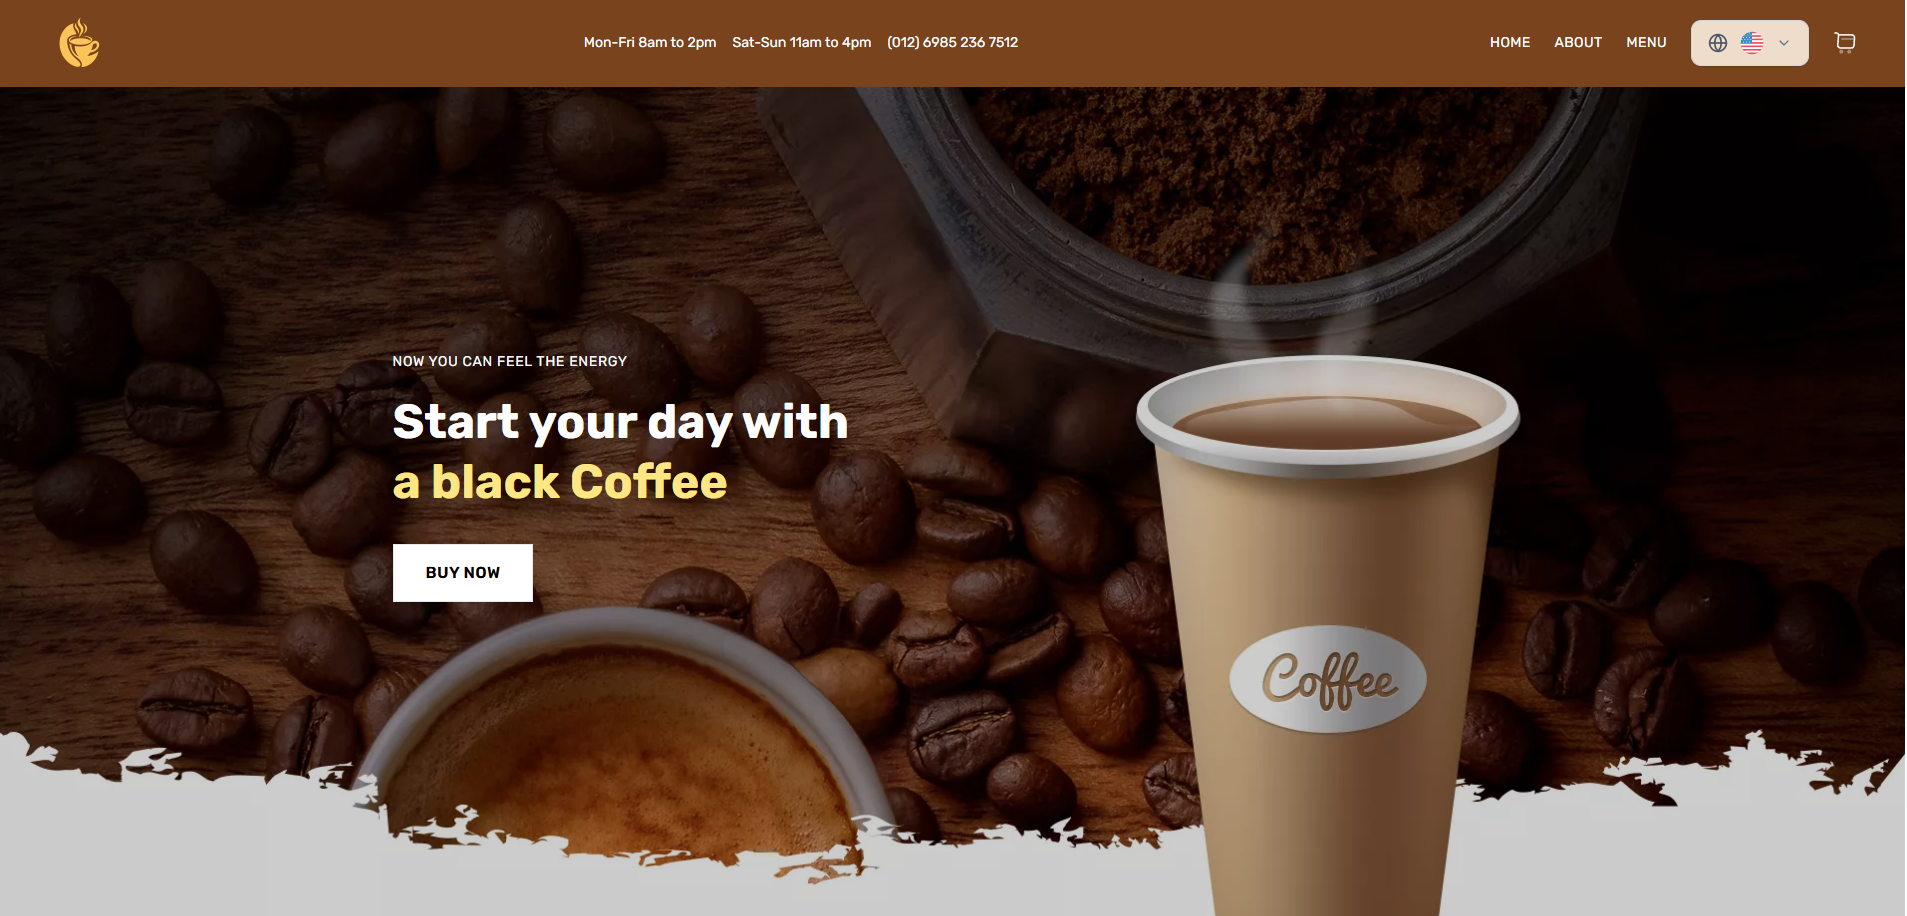 Mon-Fri 8am to 2pm Sat-Sun 11am to 4pm (012) 6985 236 7512
HOME ABOUT MENU
NOW YOU CAN FEEL THE ENERGY
Start your day with
a black Coffee
BUY NOW
Coffee